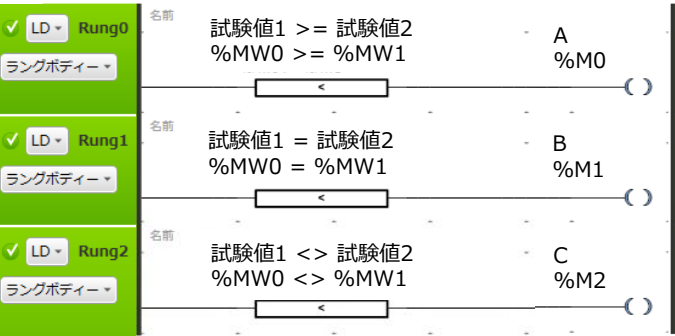 LD Rung0
ラングボディー
名前
試験値1 >= 試験値2
%MW0 >= %MW1
A
%M0
<
LD Rung1
ラングボディー
名前
試験値1 = 試験値2
%MW0 = %MW1
B
%M1
<
LD Rung2
ラングボディー
名前
試験値1 <> 試験値2
%MW0 <> %MW1
C
%M2
<